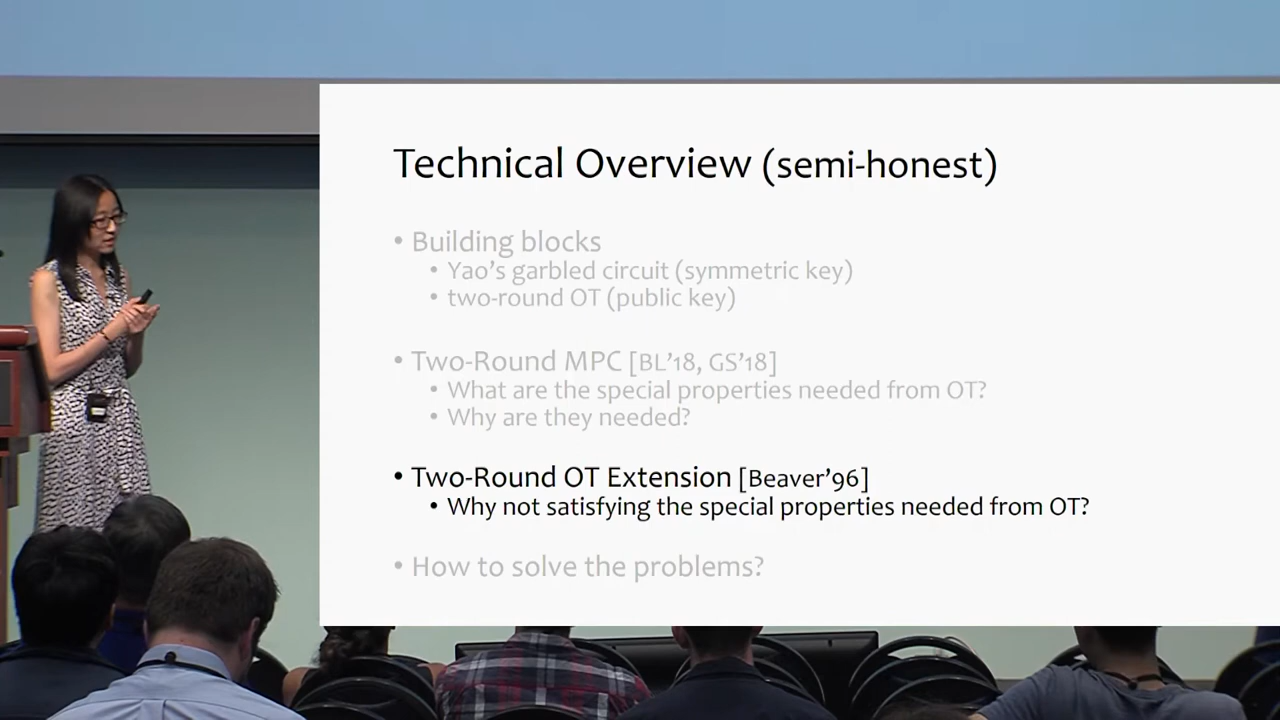 Technical Overview (semi-honest)
• Building blocks
• Yao's garbled circuit (symmetric key)
• two-round OT (public key)
• Two-Round MPC [BL'18, GS'18]
• What are the special properties needed from OT?
• Why are they needed?
• Two-Round OT Extension [Beaver'96]
• Why not satisfying the special properties needed from OT?
• How to solve the problems?